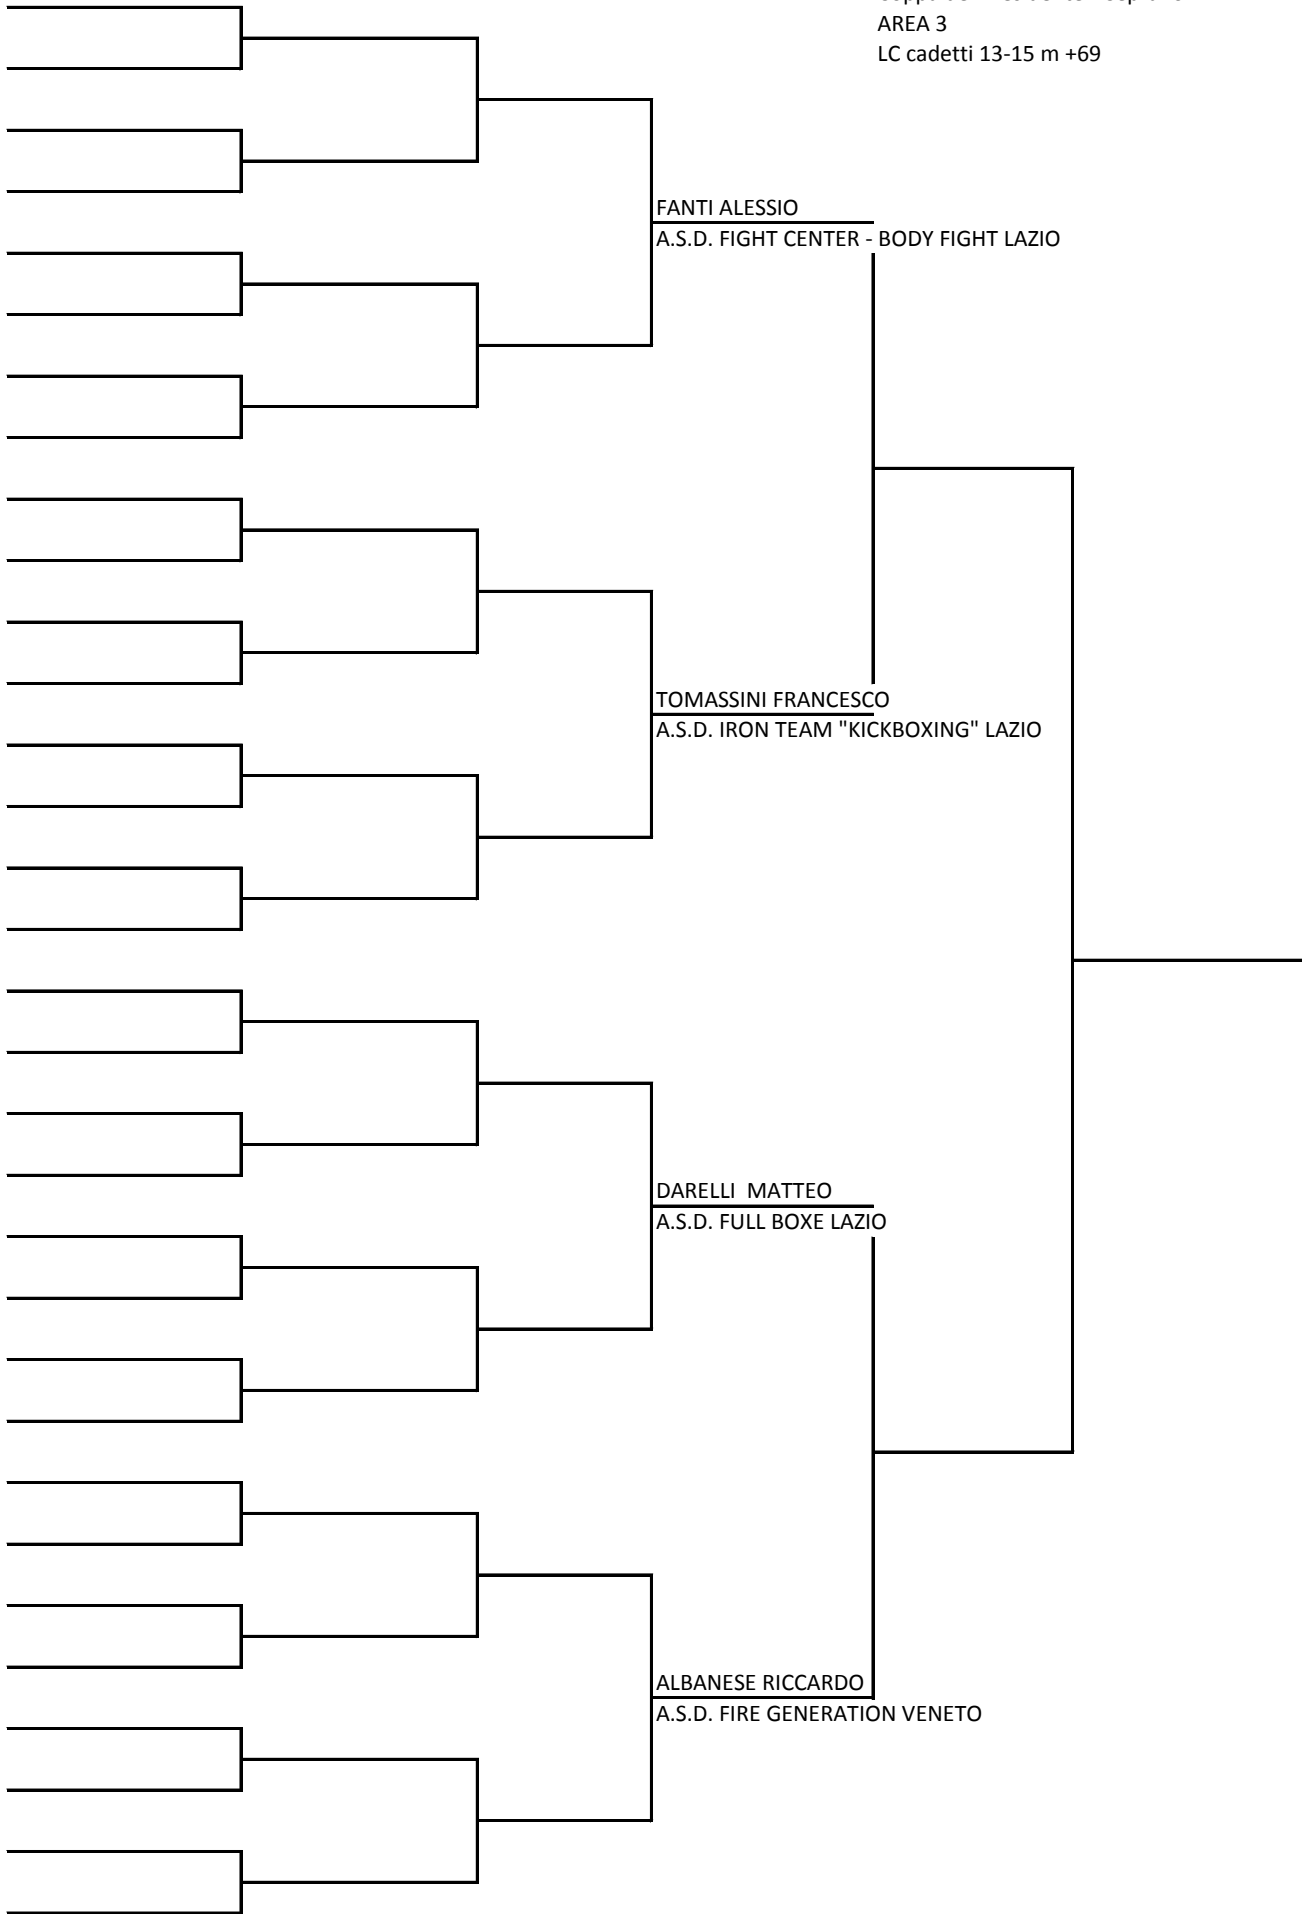 AREA 3
LC cadetti 13-15 m +69
FANTI ALESSIO
A.S.D. FIGHT CENTER - BODY FIGHT LAZIO
TOMASSINI FRANCESCO
A.S.D. IRON TEAM "KICKBOXING" LAZIO
DARELLI  MATTEO
A.S.D. FULL BOXE LAZIO
ALBANESE RICCARDO
A.S.D. FIRE GENERATION VENETO